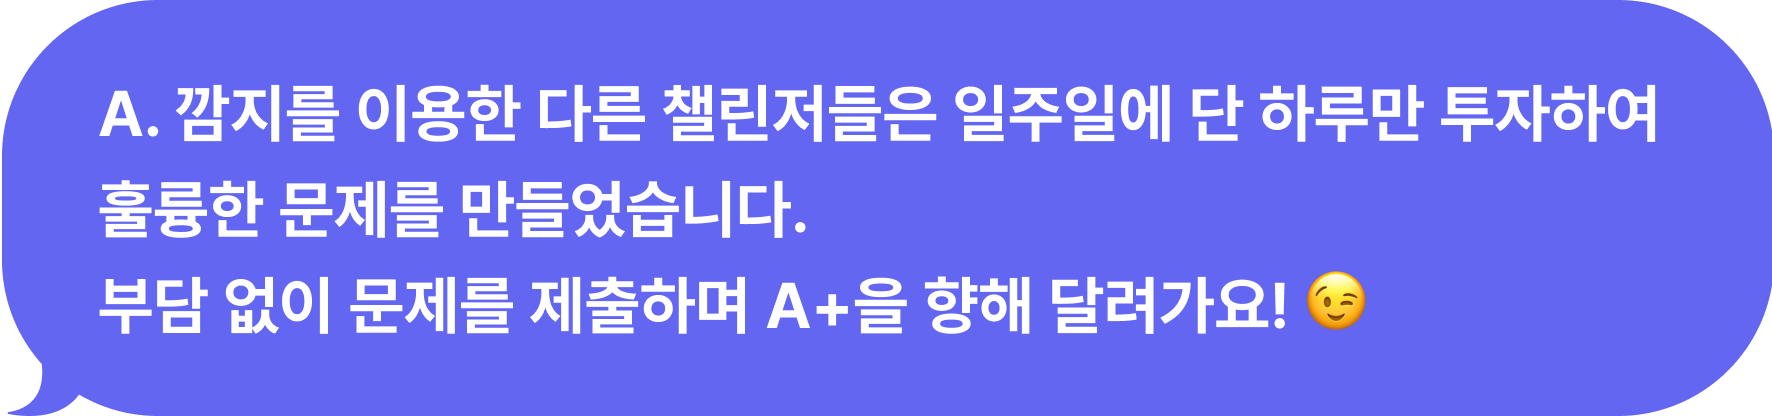 A. 깜지를 이용한 다른 챌린저들은 일주일에 단 하루만 투자하여
훌륭한 문제를 만들었습니다.
부담 없이 문제를 제출하며 A+을 향해 달려가요! 😉